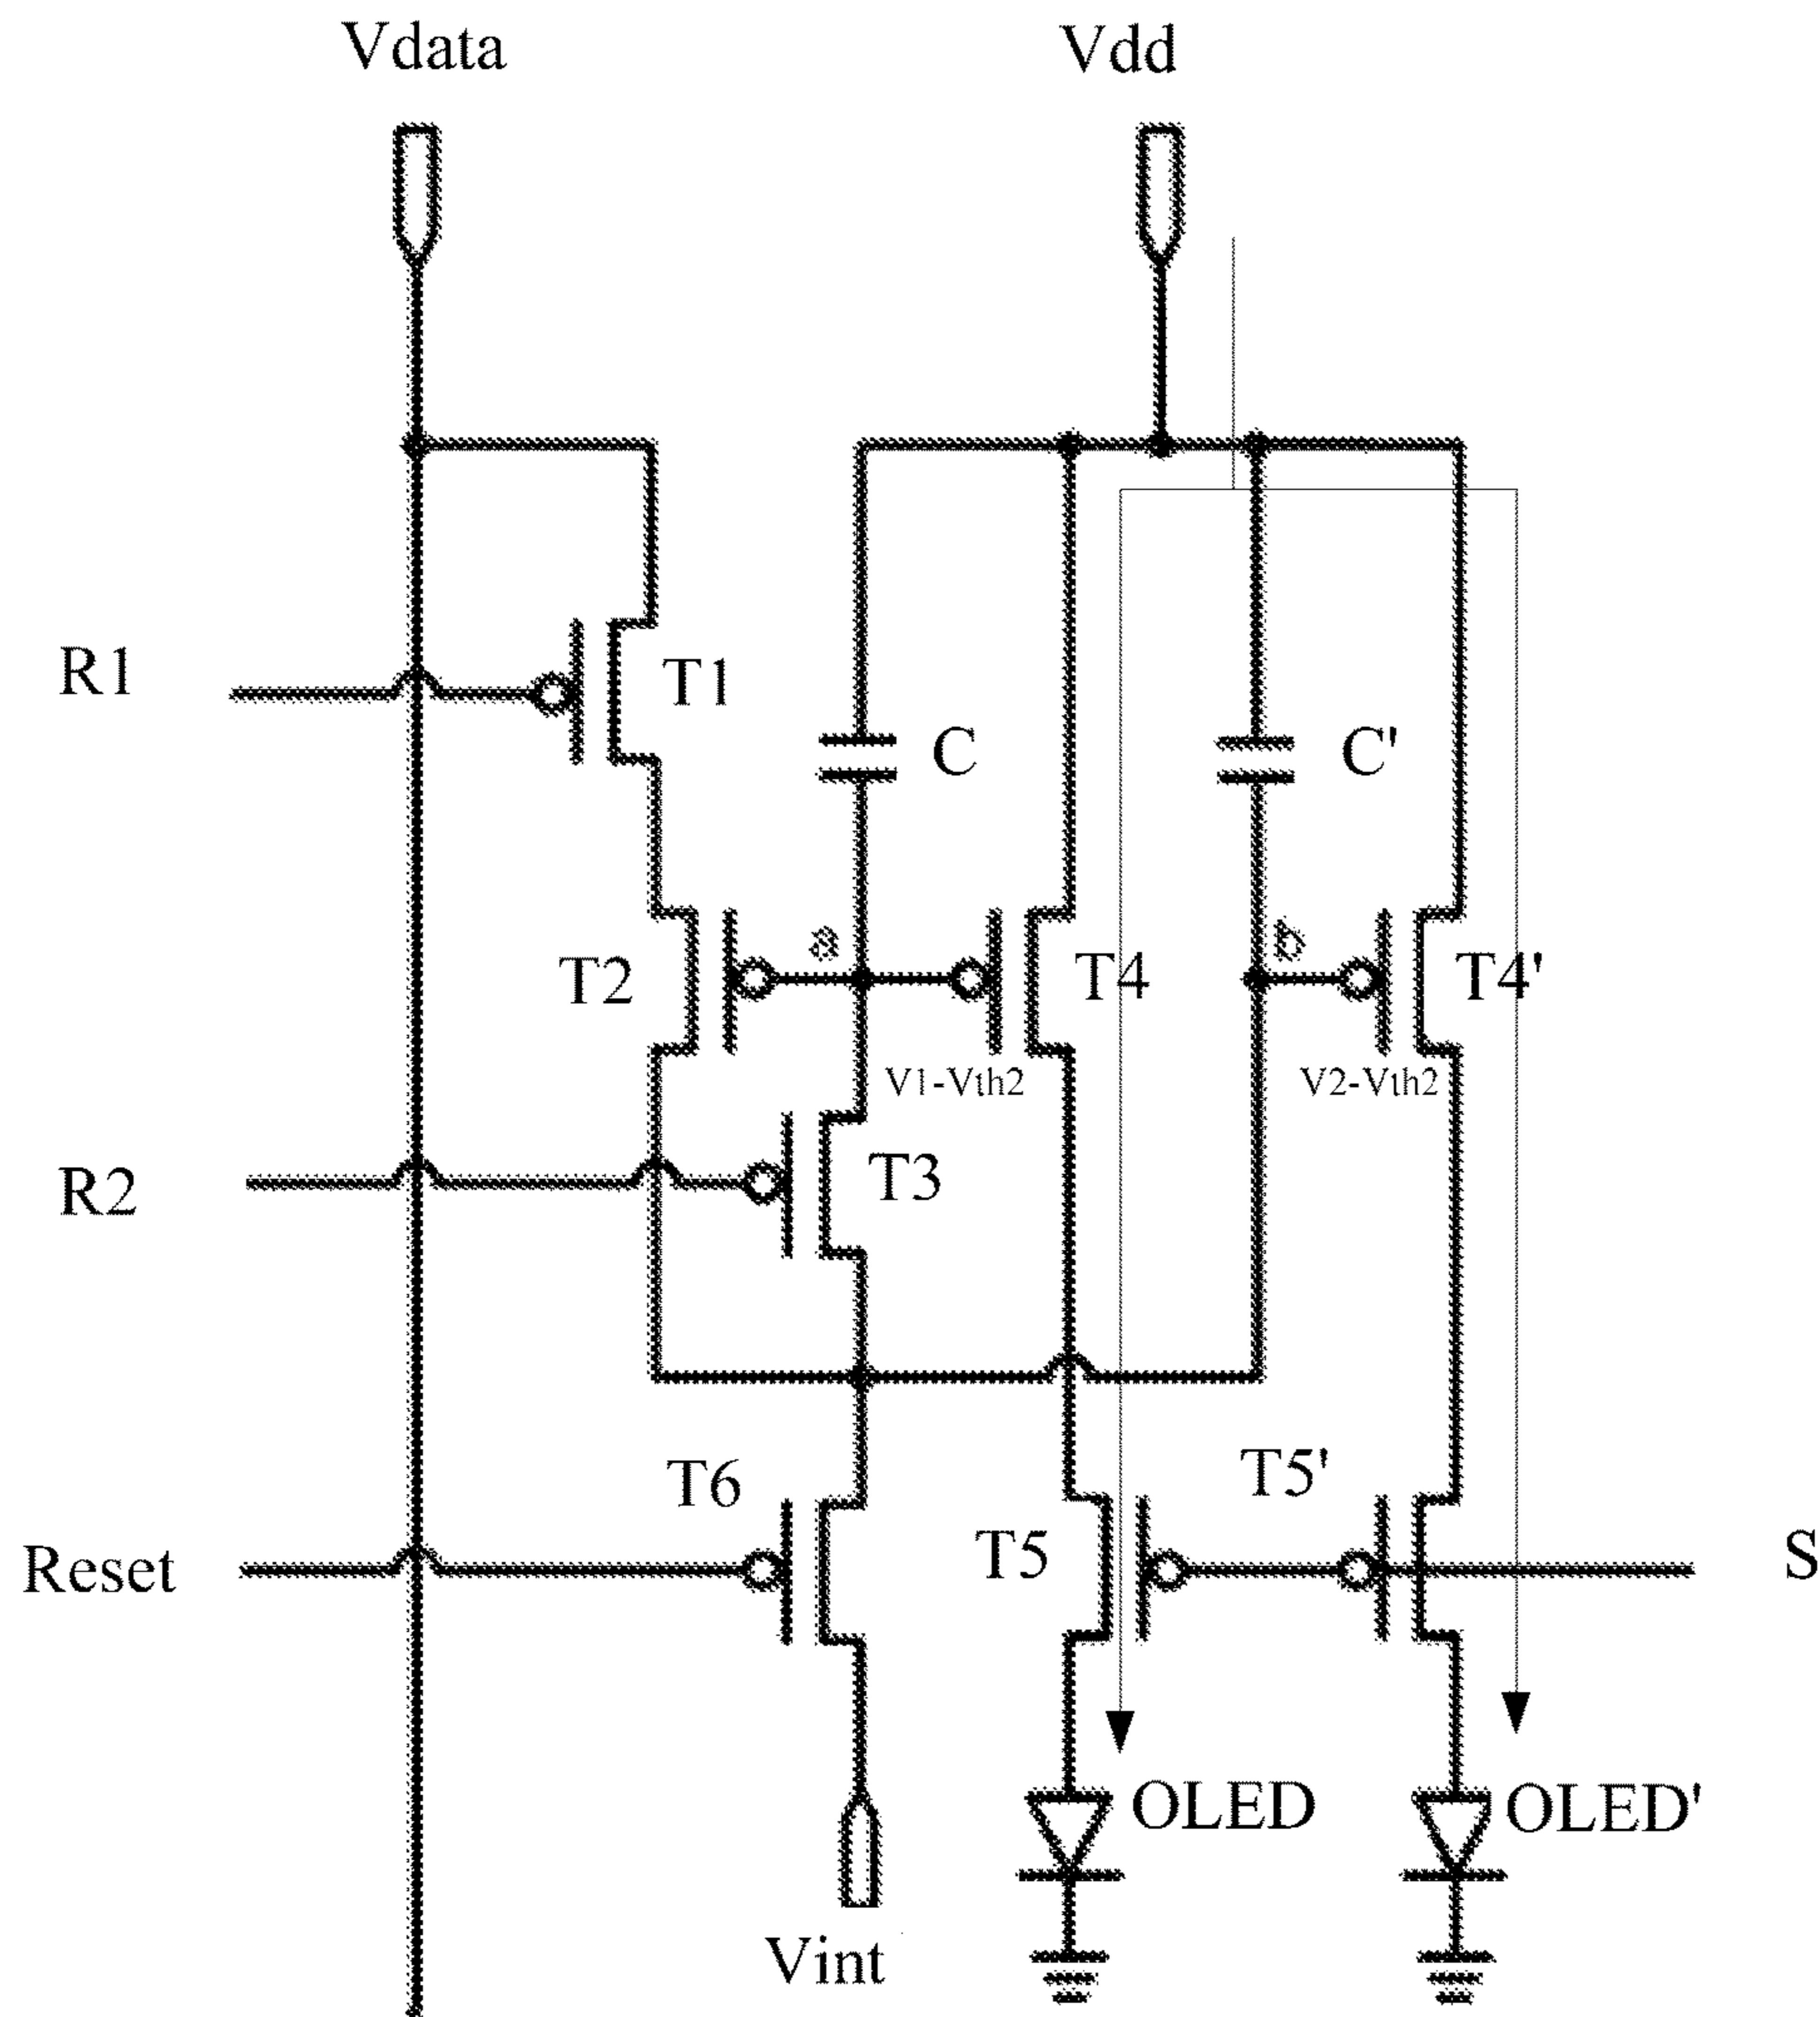 Vdata
Vdd
R1
T1
C
C'
a
b
T2
T4
T4'
V1-Vth2
V2-Vth2
R2
T3
T6
T5'
Reset
T5
S
OLED
OLED'
Vint